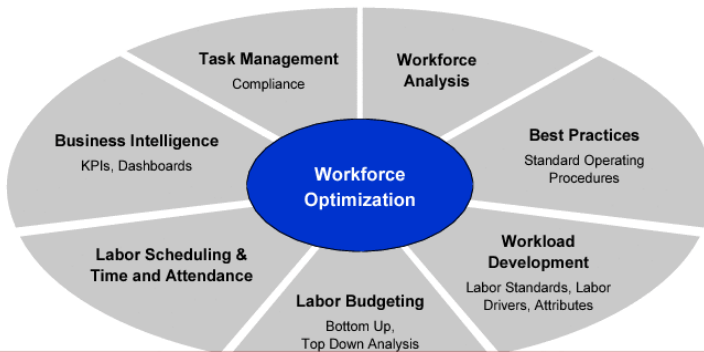 Task Management
Compliance
Workforce
Analysis
Business Intelligence
KPIs, Dashboards
Best Practices
Standard Operating
Procedures
Workforce
Optimization
Labor Scheduling &
Time and Attendance
Workload
Development
Labor Standards, Labor
Drivers, Attributes
Labor Budgeting
Bottom Up,
Top Down Analysis